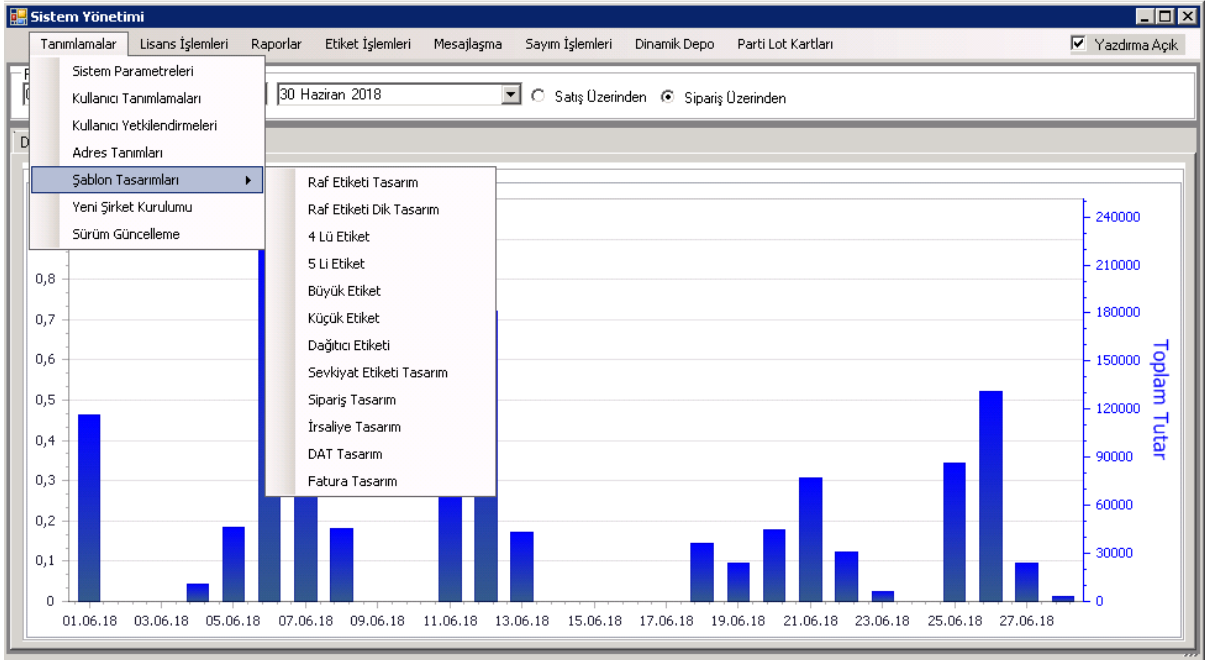 Sistem Yönetimi
Tanımlamalar Lisans İşlemleri Raporlar Etiket İşlemleri Mesajlaşma Sayım İşlemleri Dinamik Depo Parti Lot Kartları Yazdırma Açık
Sistem Parametreleri
30 Haziran 2018 Satış Üzerinden Sipariş Üzerinden
Kullanıcı Tanımlamaları
Kullanıcı Yetkilendirmeleri
Adres Tanımları
Şablon Tasarımları
Yeni Şirket Kurulumu
Sürüm Güncelleme
Raf Etiketi Tasarım
Raf Etiketi Dik Tasarım
4 Lü Etiket
5 Li Etiket
Büyük Etiket
Küçük Etiket
Dağıtıcı Etiketi
Sevkiyat Etiketi Tasarım
Sipariş Tasarım
İrsaliye Tasarım
DAT Tasarım
Fatura Tasarım
0,8
0,7
0,6
0,5
0,4
0,3
0,2
0,1
0
240000
210000
180000
150000
120000
90000
60000
30000
0
Toplam Tutar
01.06.18 03.06.18 05.06.18 07.06.18 09.06.18 11.06.18 13.06.18 15.06.18 17.06.18 19.06.18 21.06.18 23.06.18 25.06.18 27.06.18